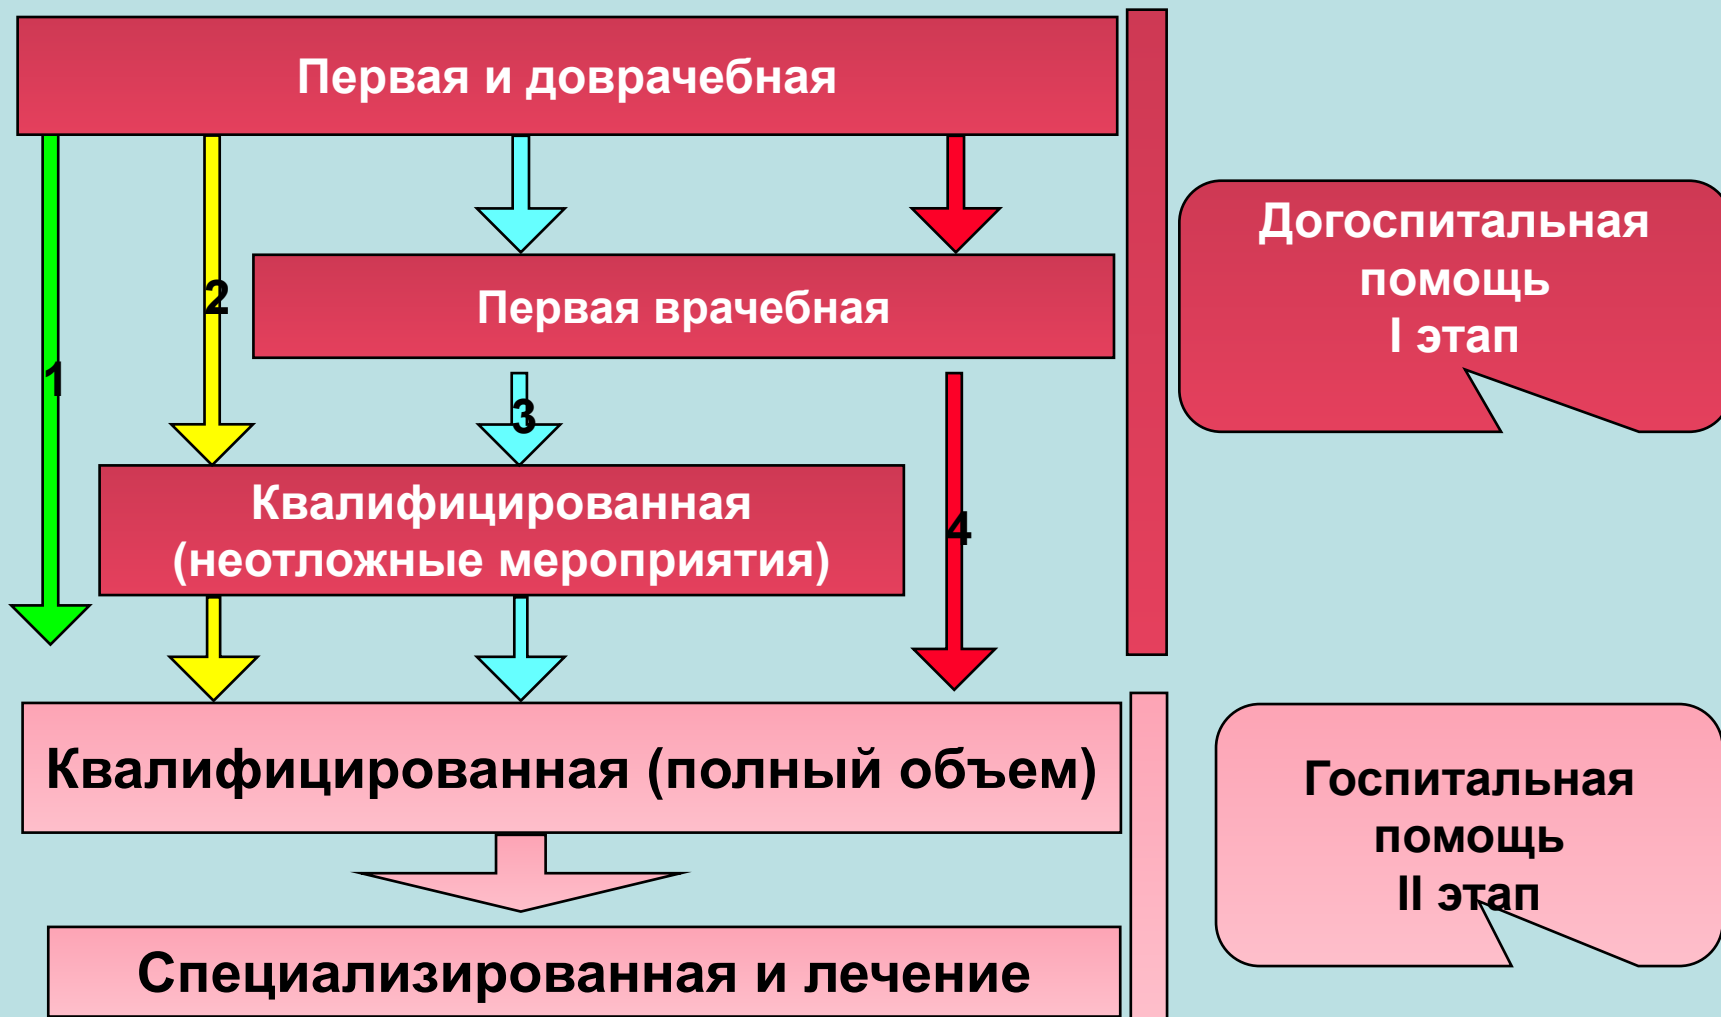 Первая и доврачебная
Догоспитальная
помощь
I этап
2
Первая врачебная
1
3
Квалифицированная
(неотложные мероприятия)
4
Квалифицированная (полный объем)
Госпитальная
помощь
II этап
Специализированная и лечение